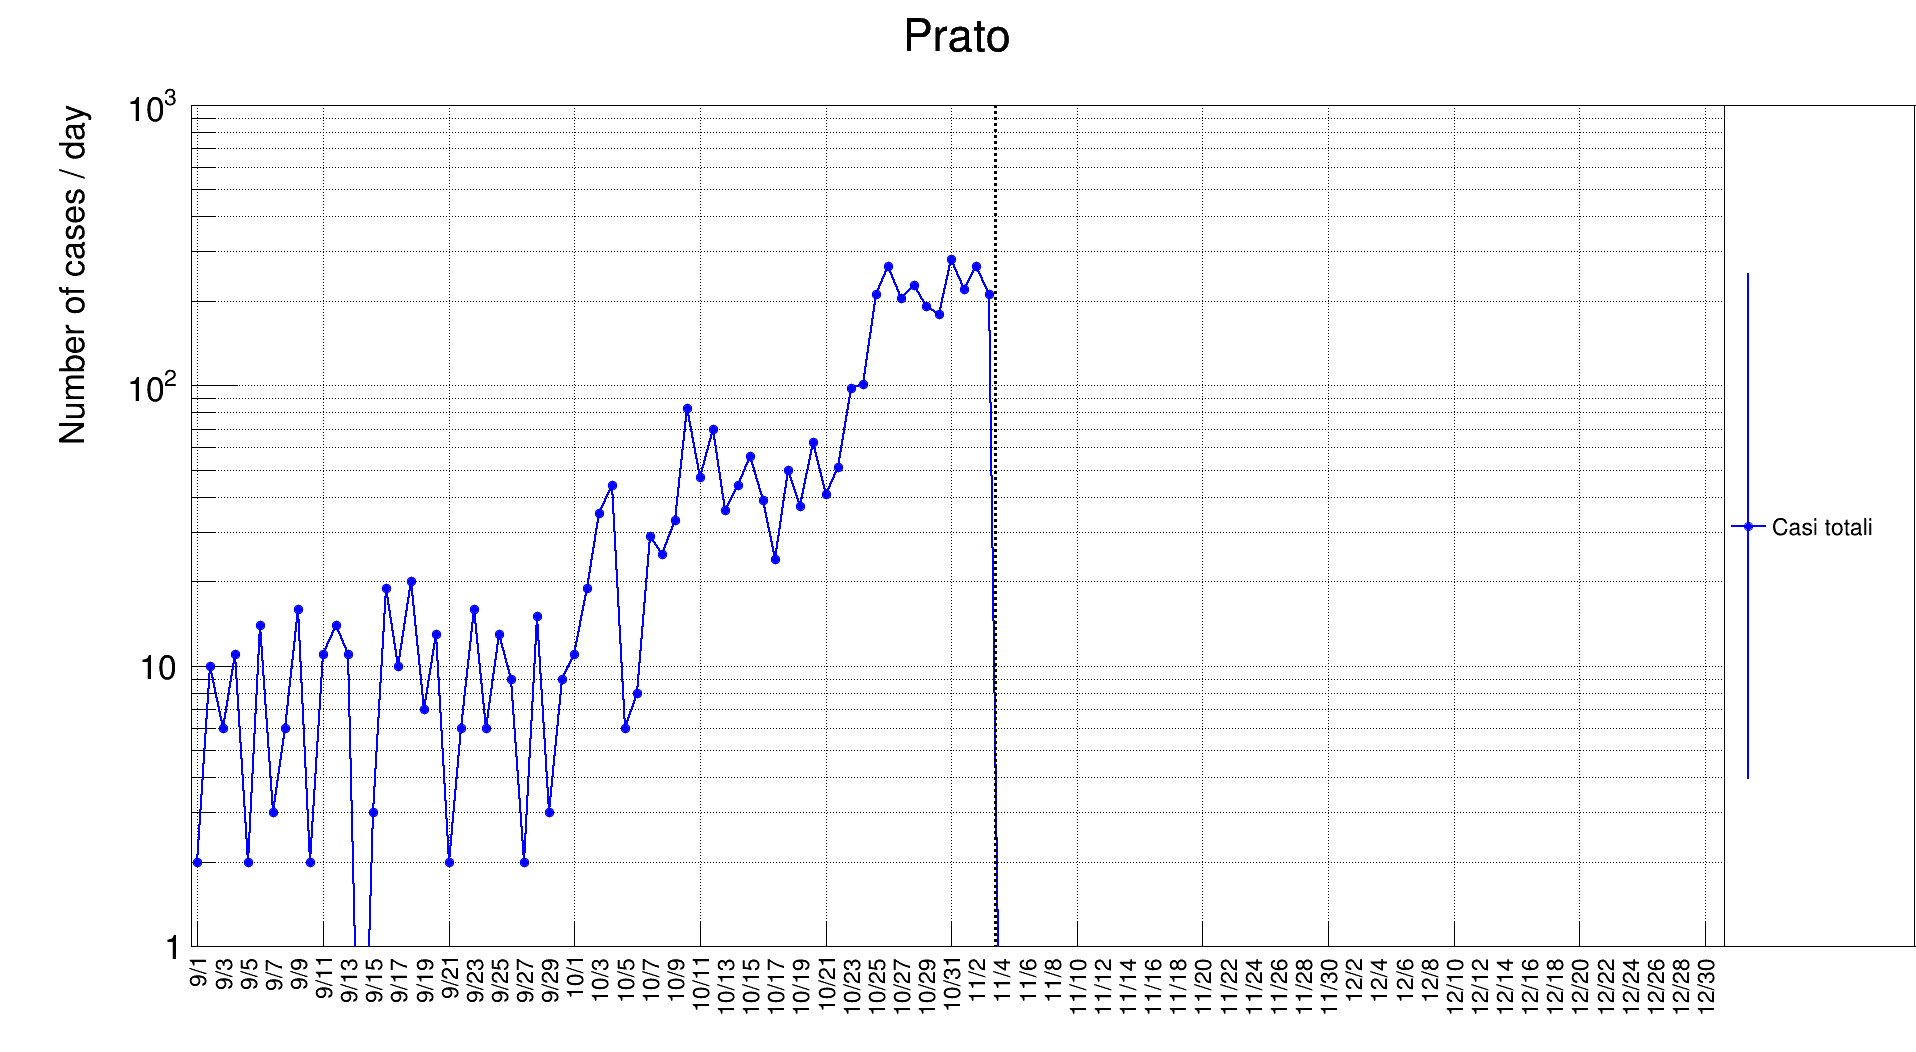 Prato
Number of cases / day
10³
10²
10
1
9/1 9/3 9/5 9/7 9/9 9/11 9/13 9/15 9/17 9/19 9/21 9/23 9/25 9/27 9/29 10/1 10/3 10/5 10/7 10/9 10/11 10/13 10/15 10/17 10/19 10/21 10/23 10/25 10/27 10/29 10/31 11/2 11/4 11/6 11/8 11/10 11/12 11/14 11/16 11/18 11/20 11/22 11/24 11/26 11/28 11/30 12/2 12/4 12/6 12/8 12/10 12/12 12/14 12/16 12/18 12/20 12/22 12/24 12/26 12/28 12/30
Casi totali